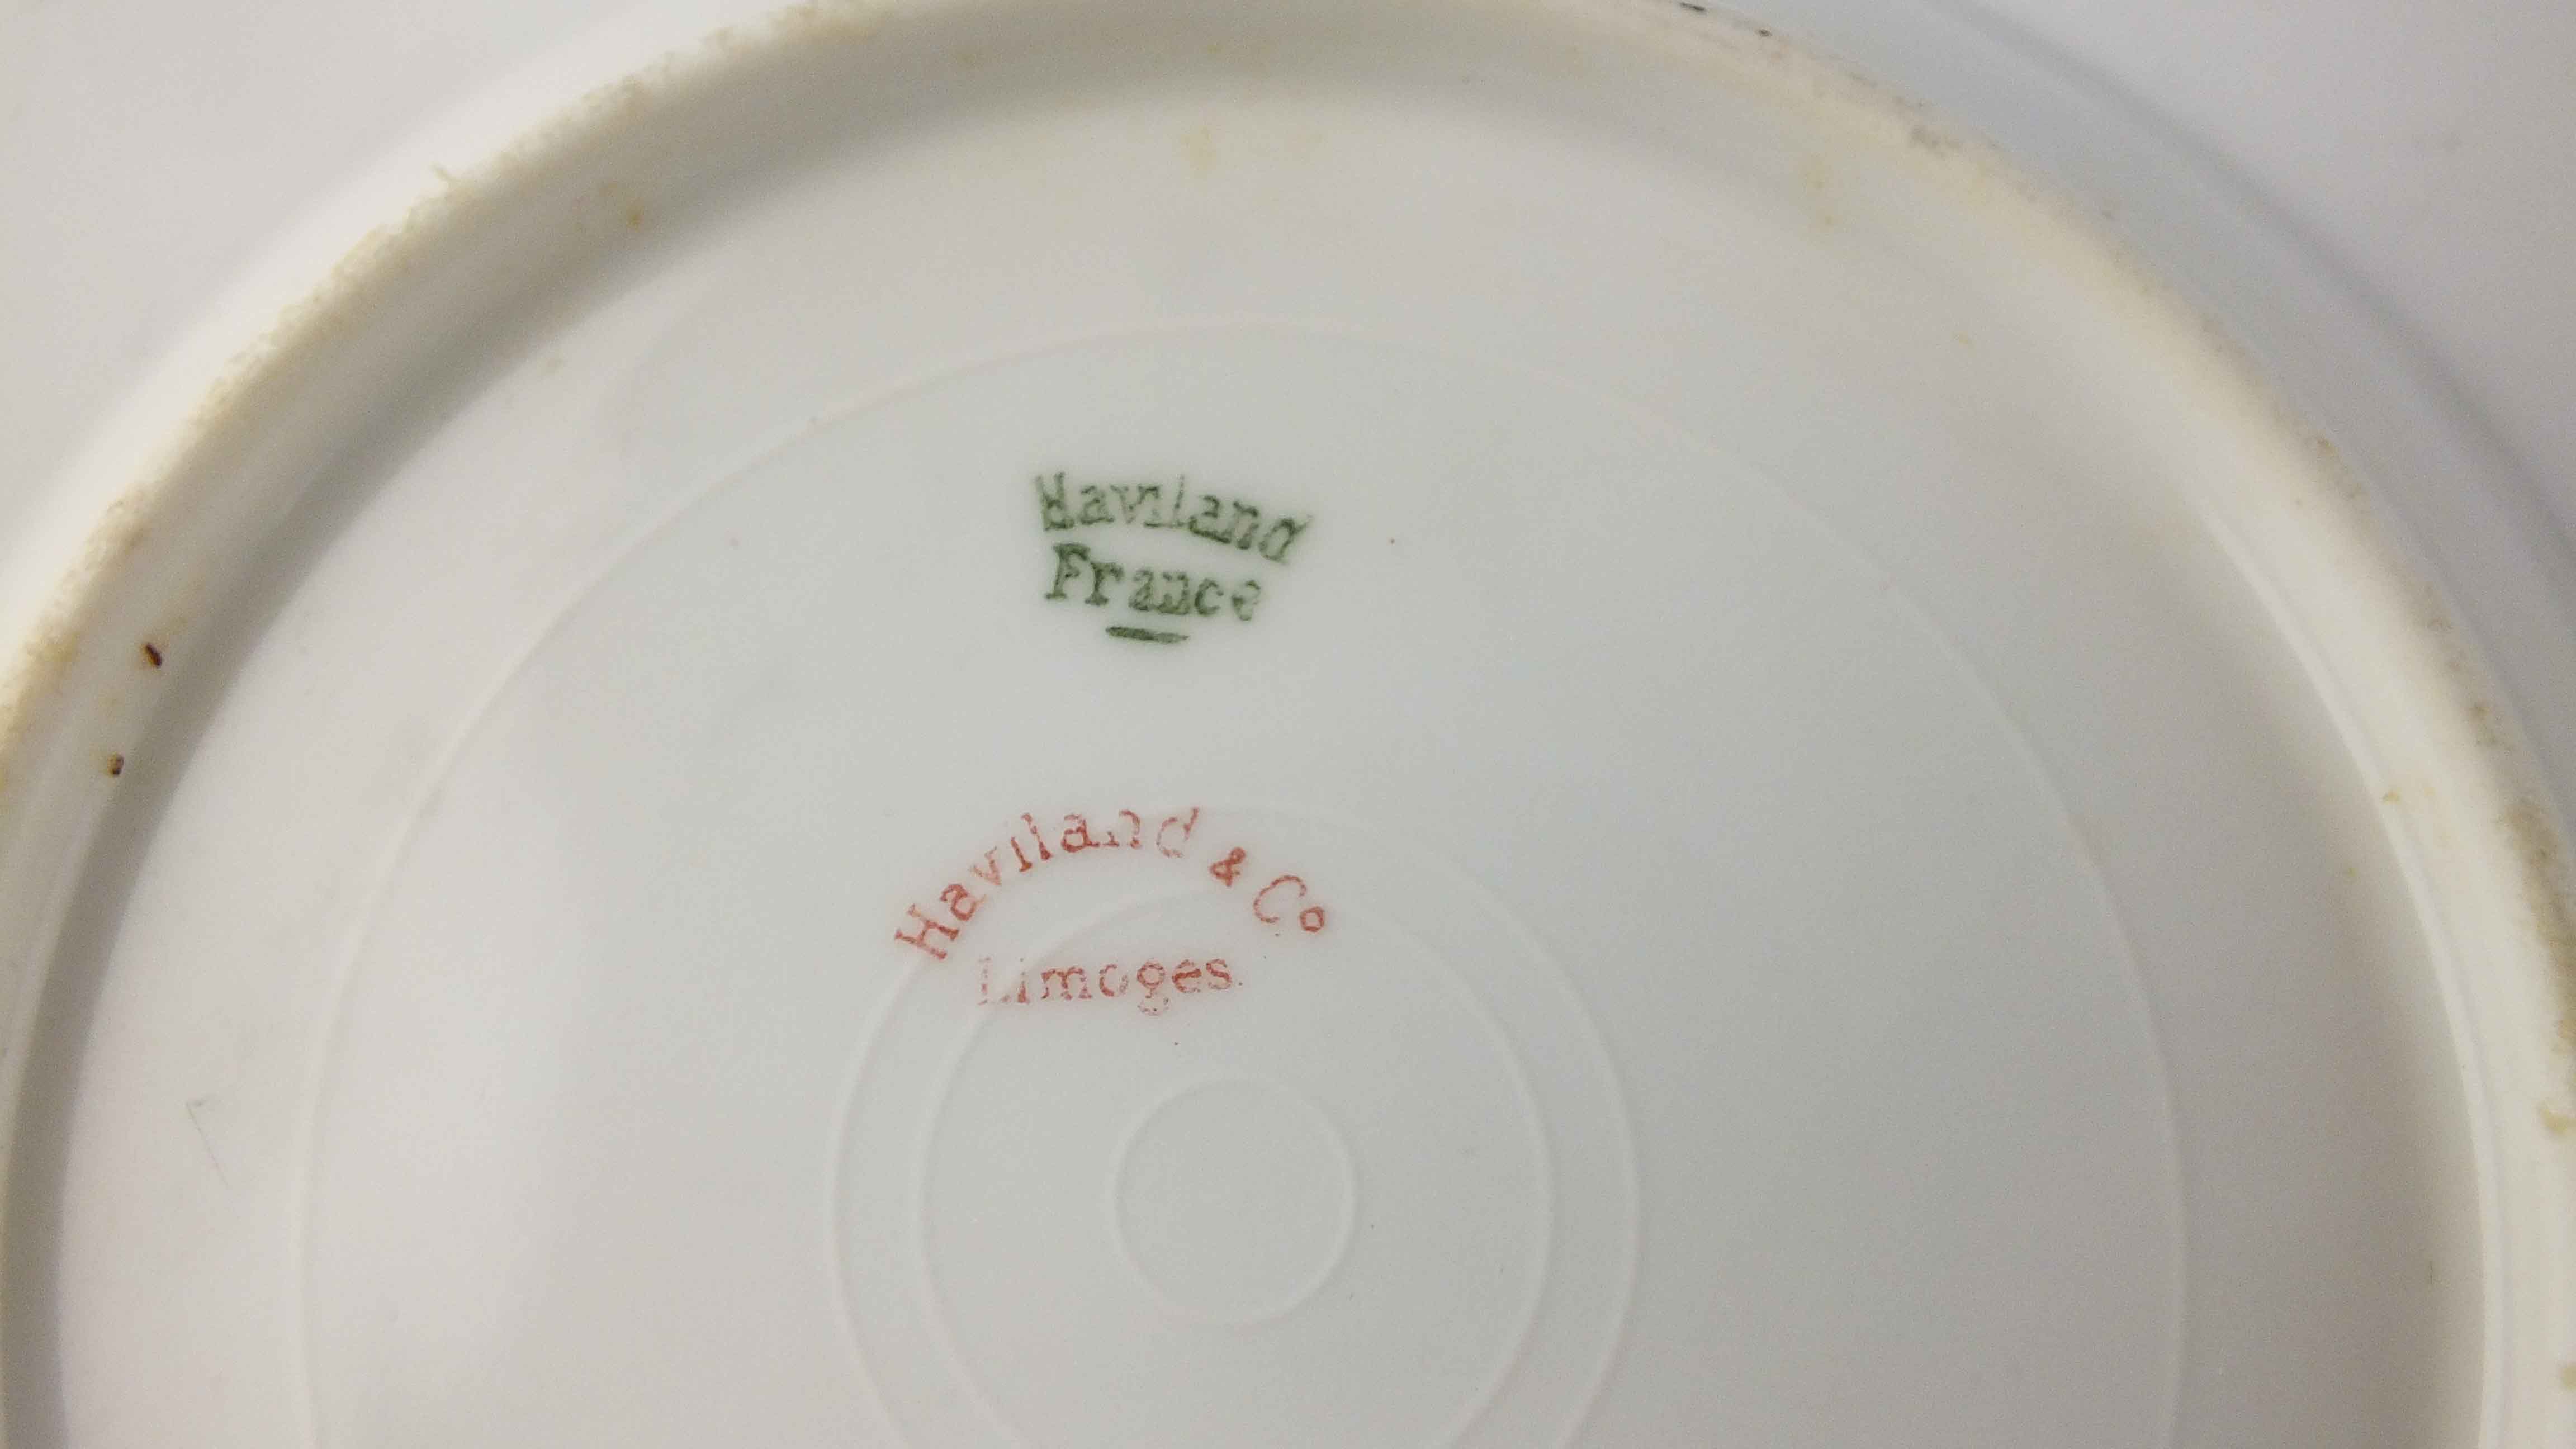 Haviland
France
Haviland & Co
Limoges.